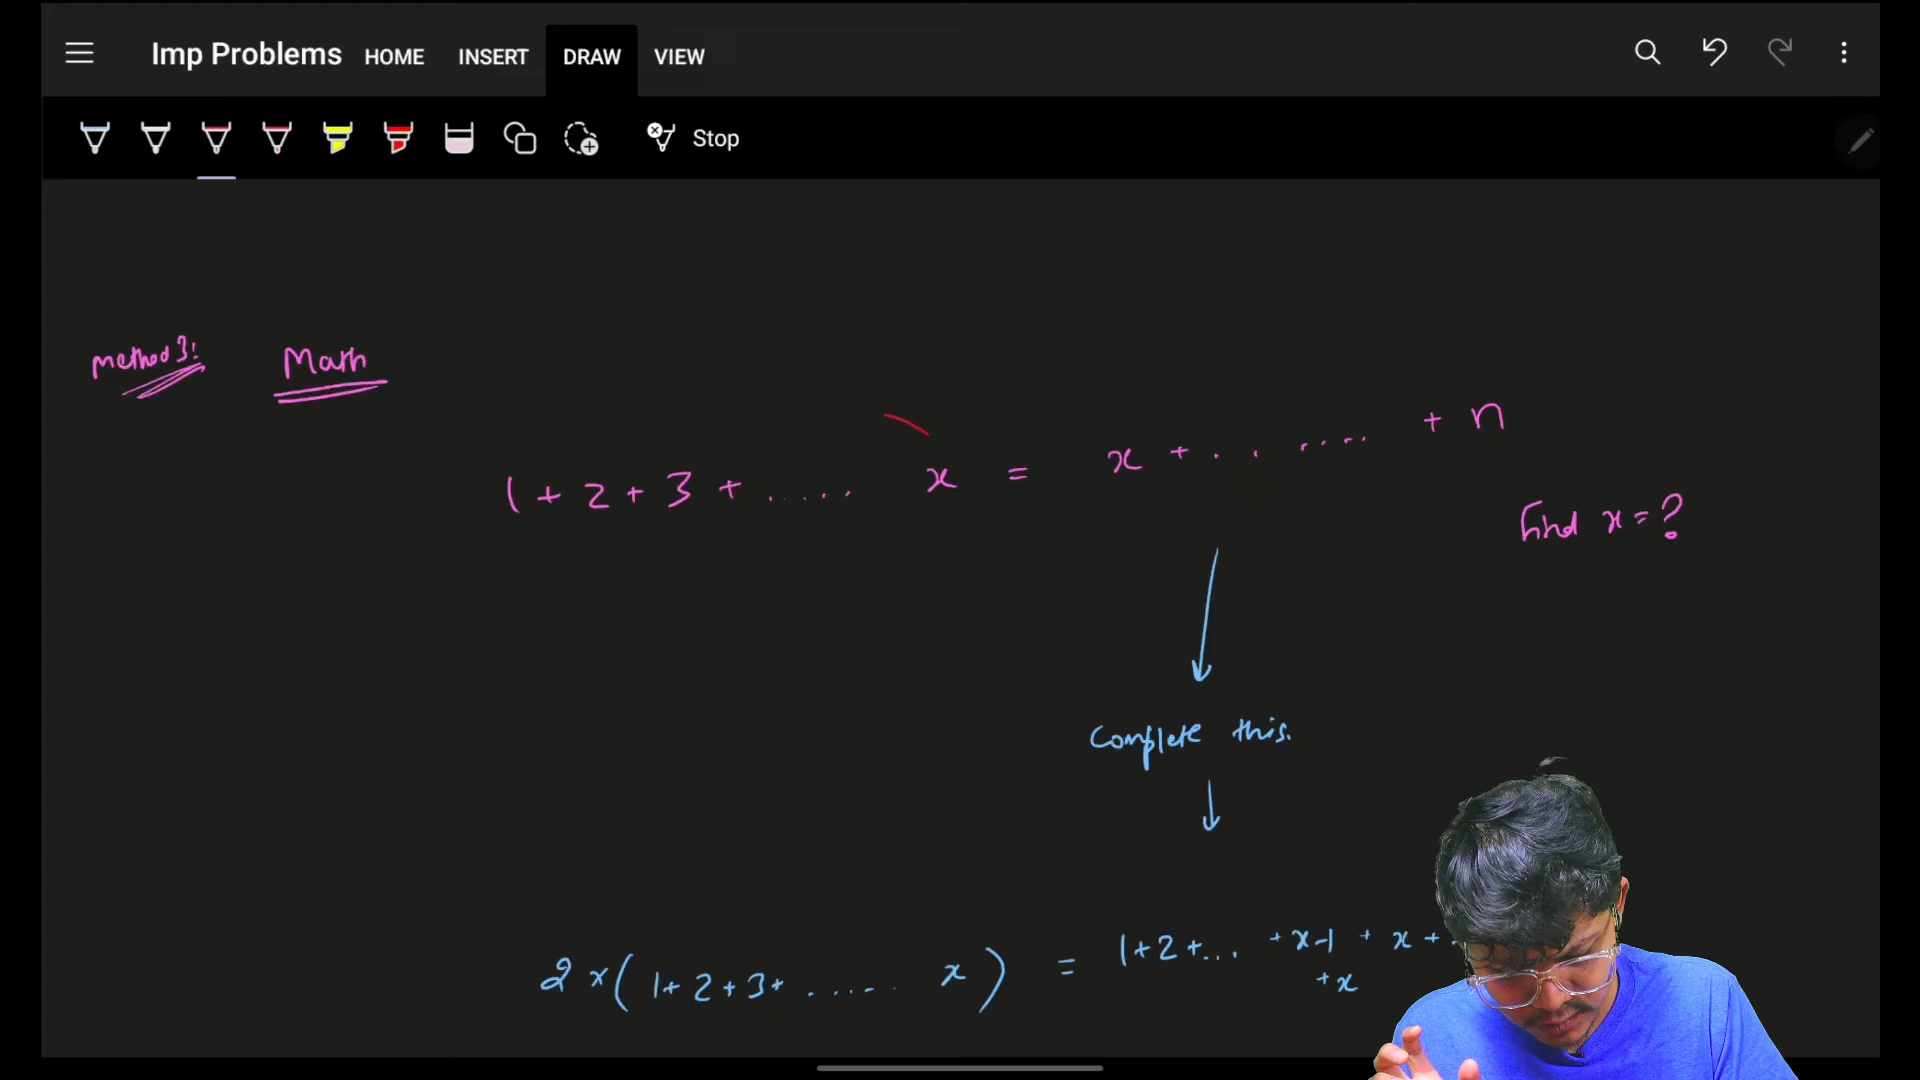 Imp Problems HOME INSERT DRAW VIEW
Stop
method 3: Math
1 + 2 + 3 + ..... x = x + .. .... + n
find x = ?
Complete this.
2 × ( 1 + 2 + 3 + ..... x ) = 1 + 2 + ... + x-1 + x +
+ x